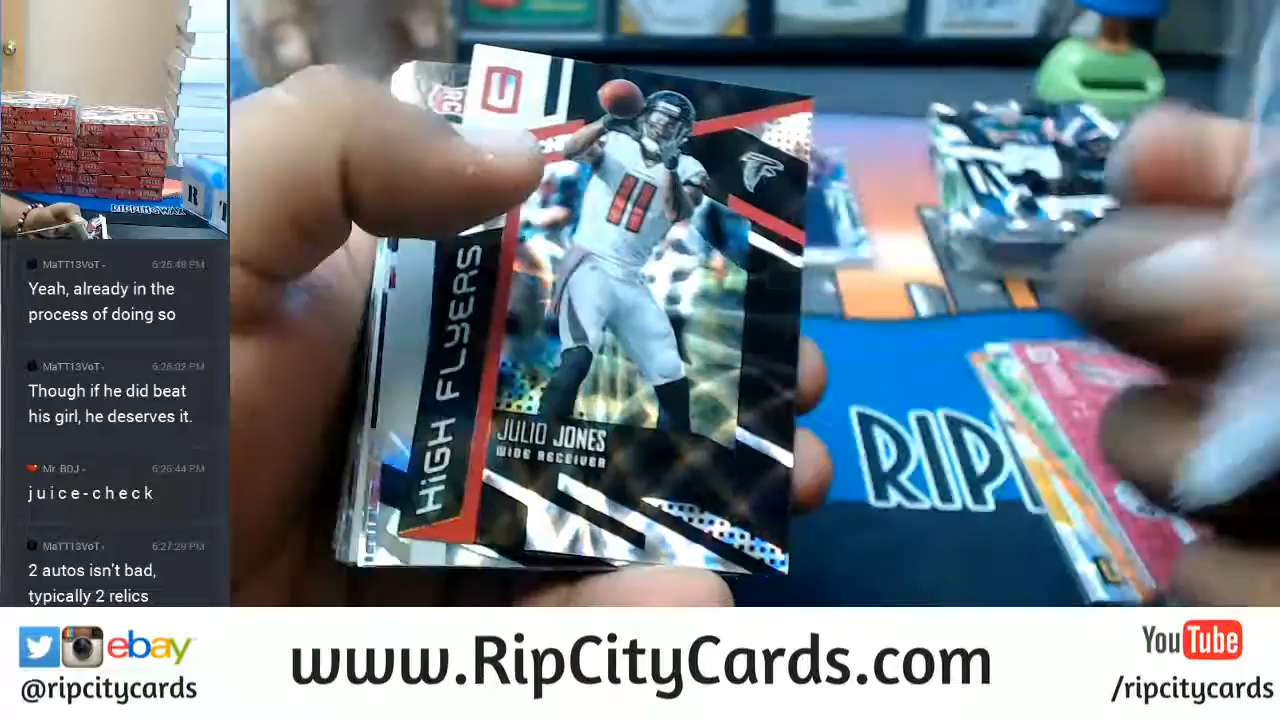 RIPPINGWAX
R
MaTT13VoT - 6:25:48 PM
Yeah, already in the
process of doing so
MaTT13VoT - 6:26:02 PM
Though if he did beat
his girl, he deserves it.
Mr. BDJ - 6:26:44 PM
juice-check
MaTT13VoT - 6:27:29 PM
2 autos isn't bad,
typically 2 relics
RC
U
11
HIGH FLYERS
JULIO JONES
WIDE RECEIVER
RIP
ebay
@ripcitycards
www.RipCityCards.com
YouTube
/ripcitycards